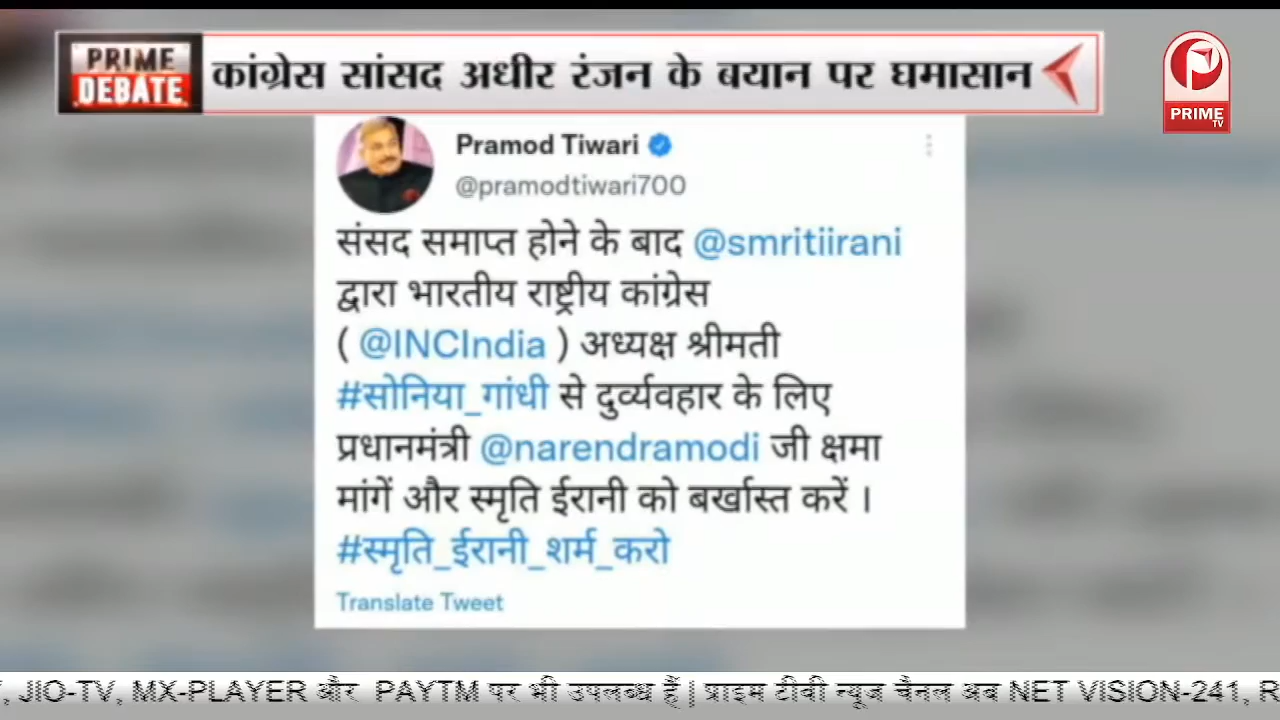 PRIME
DEBATE
कांग्रेस सांसद अधीर रंजन के बयान पर घमासान
PRIME
TV
Pramod Tiwari
@pramodtiwari700
संसद समाप्त होने के बाद @smritiirani
द्वारा भारतीय राष्ट्रीय कांग्रेस
( @INCIndia ) अध्यक्ष श्रीमती
#सोनिया_गांधी से दुर्व्यवहार के लिए
प्रधानमंत्री @narendramodi जी क्षमा
मांगें और स्मृति ईरानी को बर्खास्त करें ।
#स्मृति_ईरानी_शर्म_करो
Translate Tweet
, JIO-TV, MX-PLAYER और PAYTM पर भी उपलब्ध हैं | प्राइम टीवी न्यूज चैनल अब NET VISION-241, R